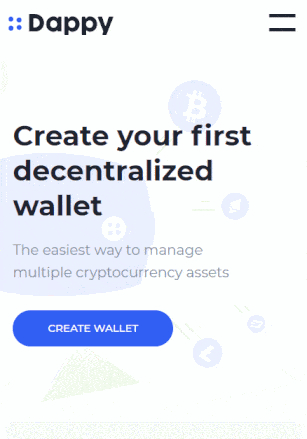 Dappy
Create your first
decentralized
wallet
The easiest way to manage
multiple cryptocurrency assets
CREATE WALLET